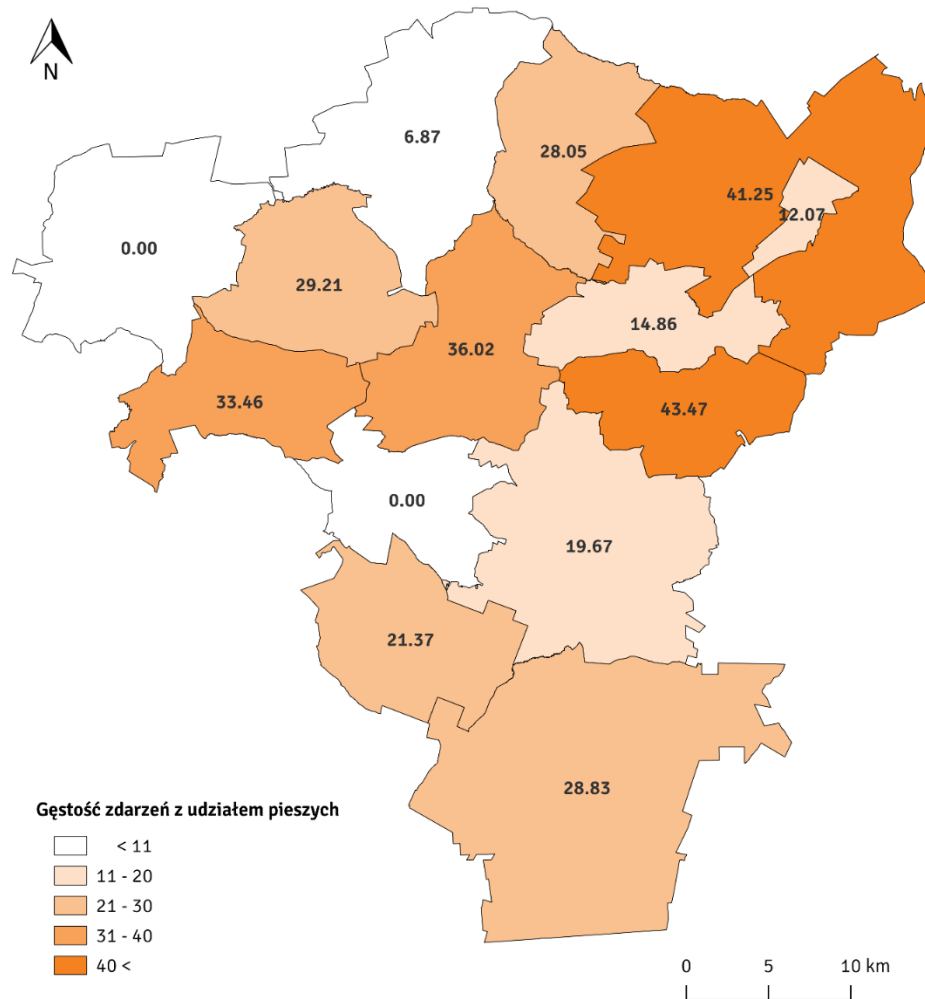 N
6.87
28.05
41.25
12.07
0.00
29.21
14.86
36.02
33.46
43.47
0.00
19.67
21.37
28.83
Gęstość zdarzeń z udziałem pieszych
< 11
11 - 20
21 - 30
31 - 40
40 <
0 5 10 km